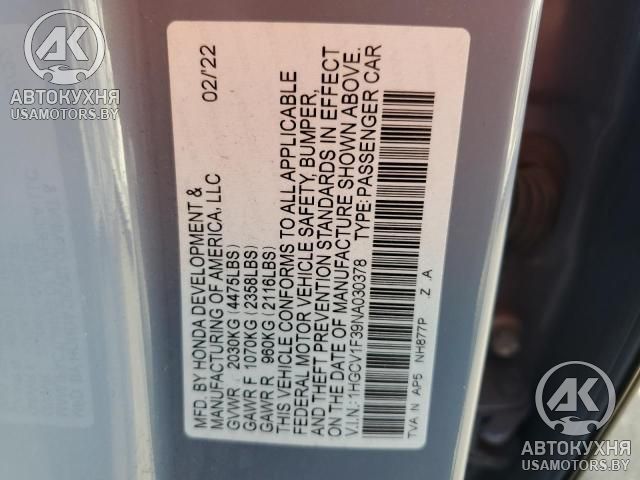 AK
АВТОКУХНЯ
USAMOTORS.BY
MFD. BY HONDA DEVELOPMENT &
MANUFACTURING OF AMERICA, LLC 02/'22
GVWR 2030KG (4475LBS)
GAWR F 1070KG (2358LBS)
GAWR R 960KG (2116LBS)
THIS VEHICLE CONFORMS TO ALL APPLICABLE
FEDERAL MOTOR VEHICLE SAFETY, BUMPER,
AND THEFT PREVENTION STANDARDS IN EFFECT
ON THE DATE OF MANUFACTURE SHOWN ABOVE.
V.I.N: 1HGCV1F39NA030378 TYPE: PASSENGER CAR
TVA N AP5 NH877P Z A
AK
АВТОКУХНЯ
USAMOTORS.BY